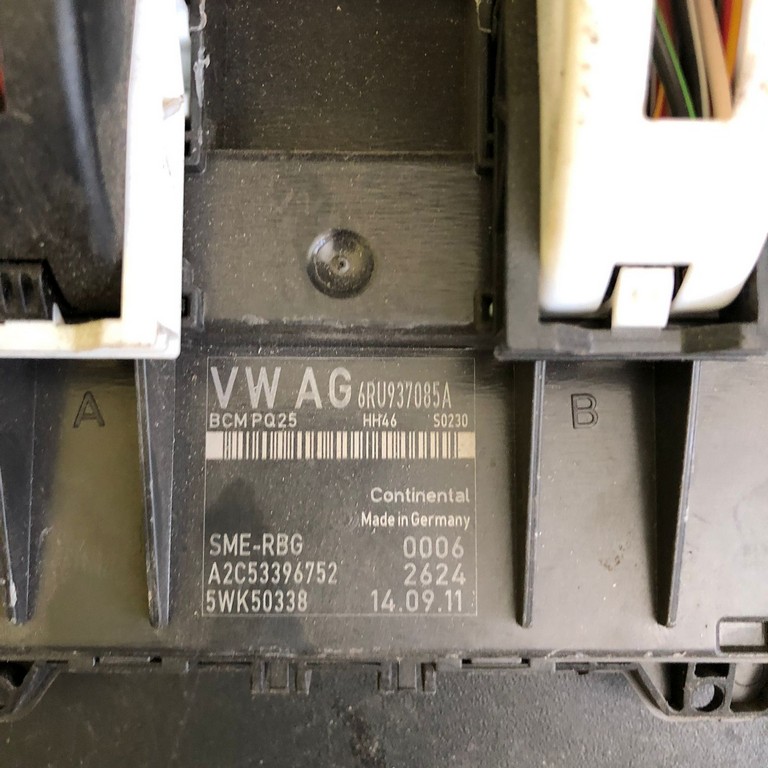 A
B
VW AG 6RU937085A
BCM PQ25 HH46 S0230
Continental
Made in Germany
SME-RBG 0006
A2C53396752 2624
5WK50338 14.09.11